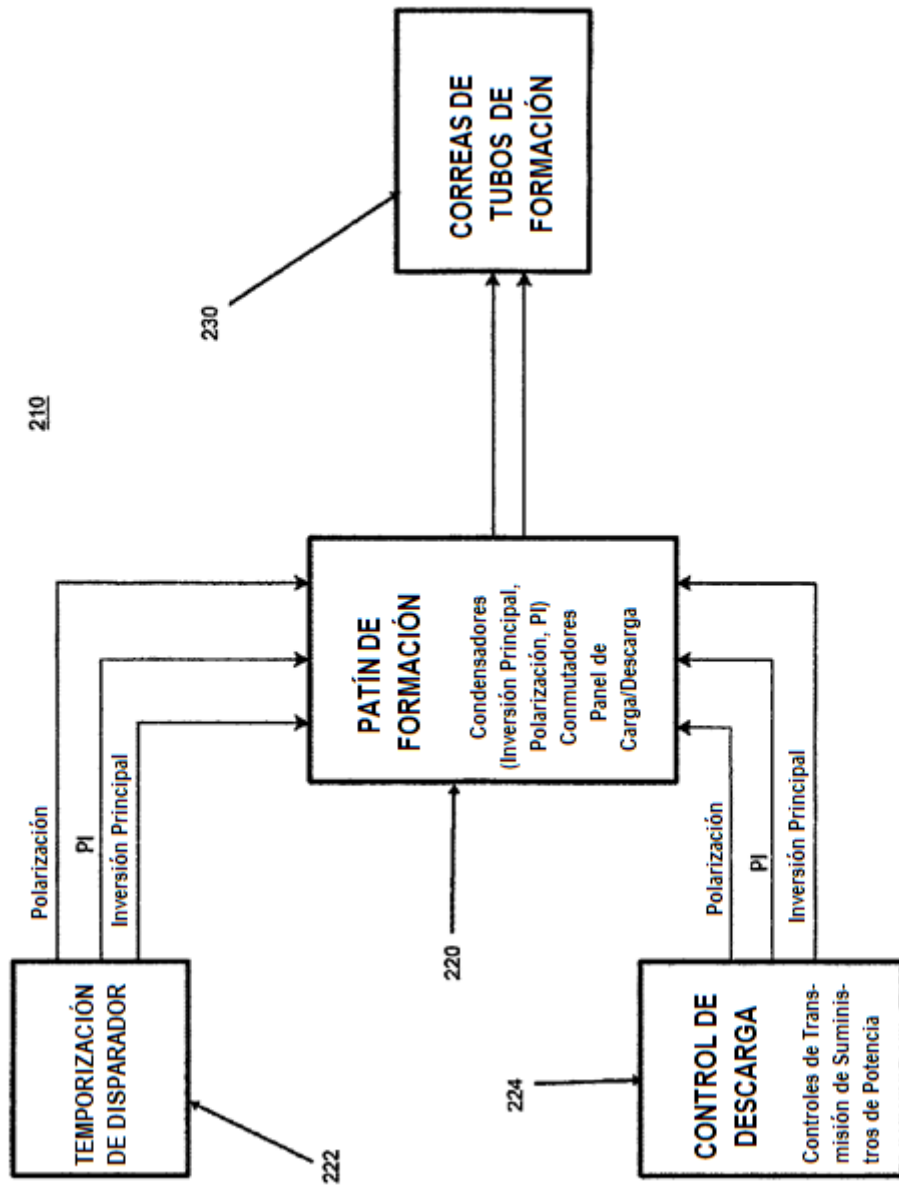 210
TEMPORIZACIÓN
DE DISPARADOR
222
Polarización
PI
Inversión Principal
PATÍN DE
FORMACIÓN
Condensadores
(Inversión Principal,
Polarización, PI)
Conmutadores
Panel de
Carga/Descarga
220
CORREAS DE
TUBOS DE
FORMACIÓN
230
CONTROL DE
DESCARGA
Controles de Trans-
misión de Suminis-
tros de Potencia
224
Polarización
PI
Inversión Principal